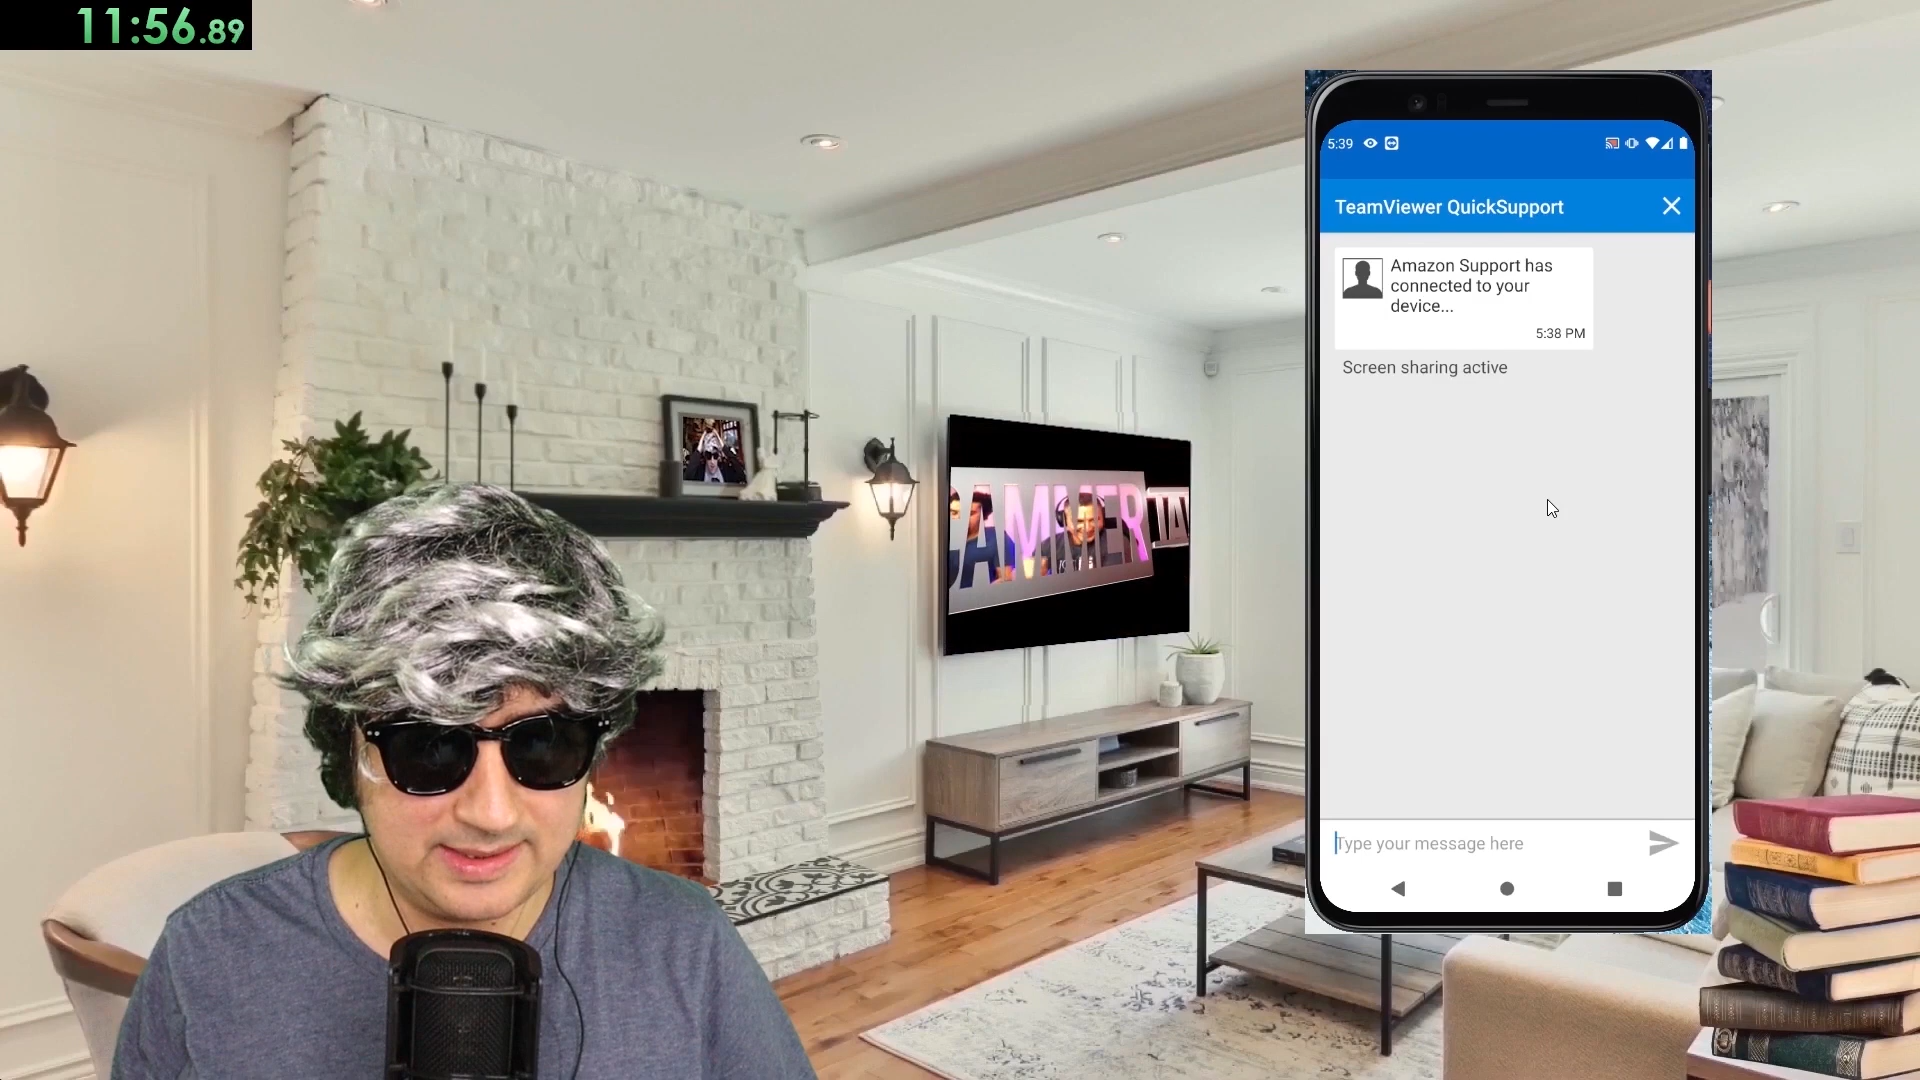 11:56.89
5:39
TeamViewer QuickSupport
Amazon Support has
connected to your
device...
5:38 PM
Screen sharing active
Type your message here